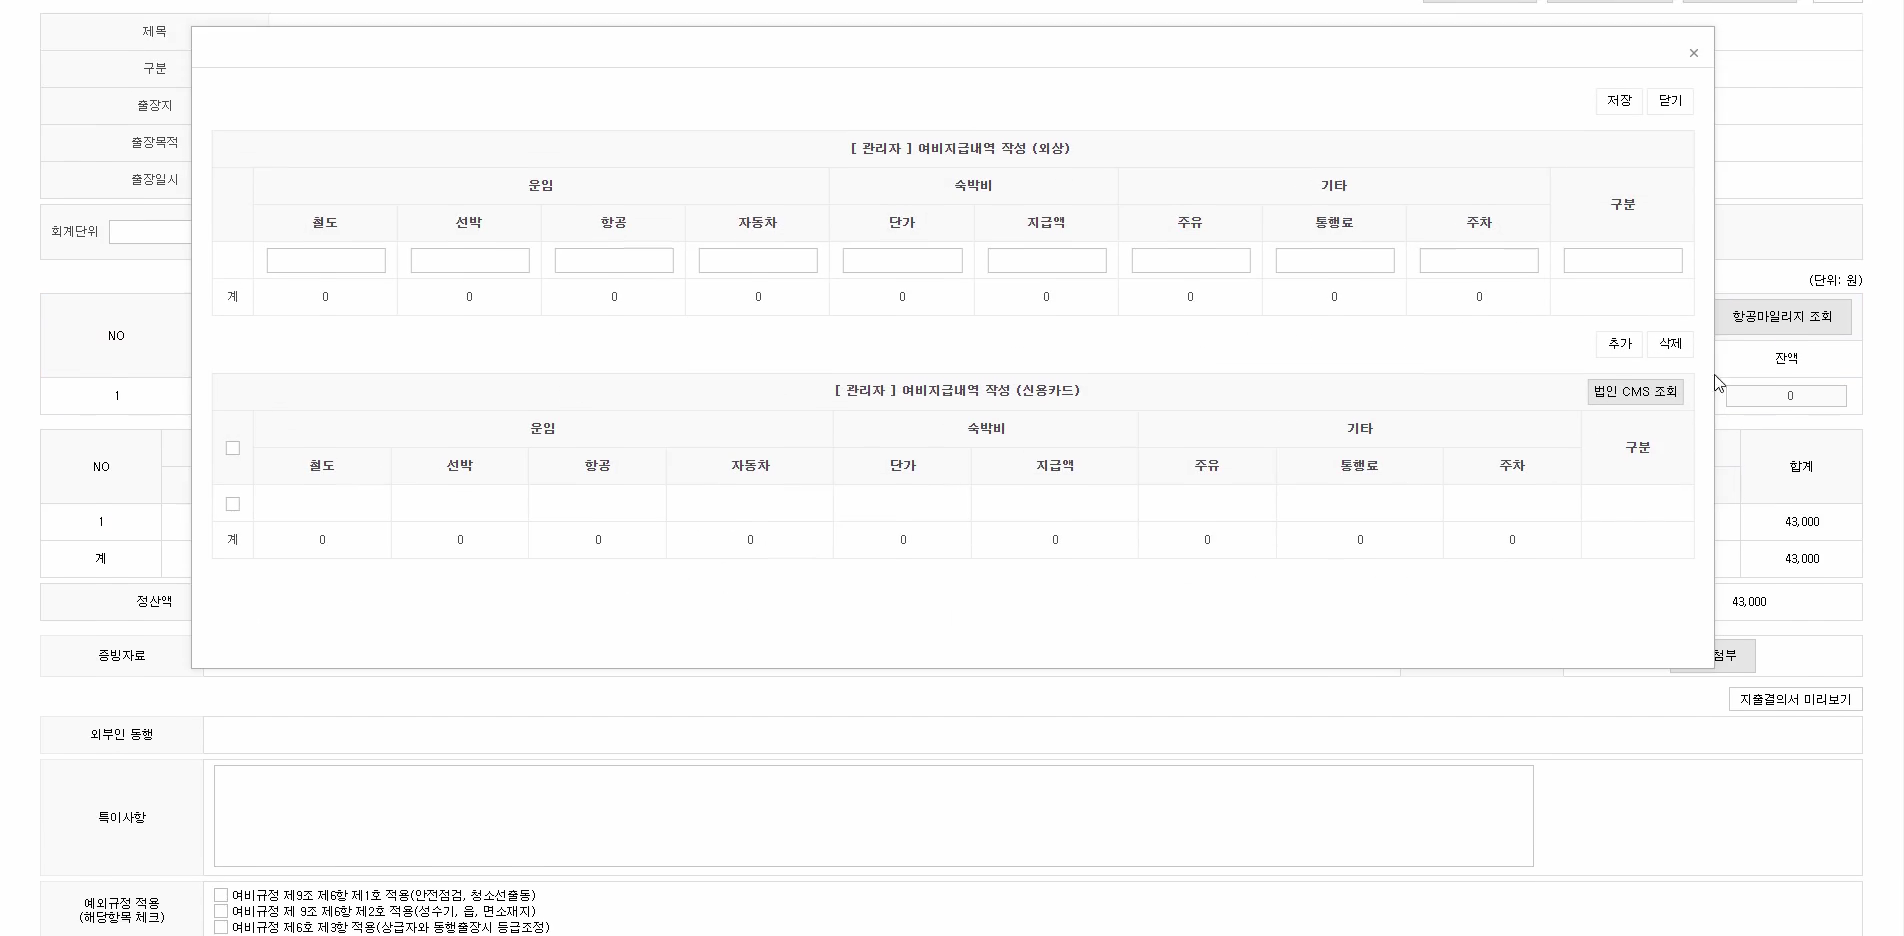 제목
×
구분
저장 닫기
출장지
출장목적
[ 관리자 ] 여비지급내역 작성 (외상)
출장일시
운임 숙박비 기타 구분
철도 선박 항공 자동차 단가 지급액 주유 통행료 주차
회계단위
(단위: 원)
계 0 0 0 0 0 0 0 0 0
항공마일리지 조회
NO
추가 삭제
잔액
[ 관리자 ] 여비지급내역 작성 (신용카드) 법인 CMS 조회
1
0
운임 숙박비 기타 구분
NO
철도 선박 항공 자동차 단가 지급액 주유 통행료 주차
합계
1
43,000
계 0 0 0 0 0 0 0 0 0
계
43,000
정산액
43,000
증빙자료
첨부
지출결의서 미리보기
외부인 동행
특이사항
예외규정 적용
(해당항목 체크)
여비규정 제9조 제6항 제1호 적용(안전점검, 청소선출동)
여비규정 제 9조 제6항 제2호 적용(성수기, 읍, 면소재지)
여비규정 제6호 제3항 적용(상급자와 동행출장시 등급조정)